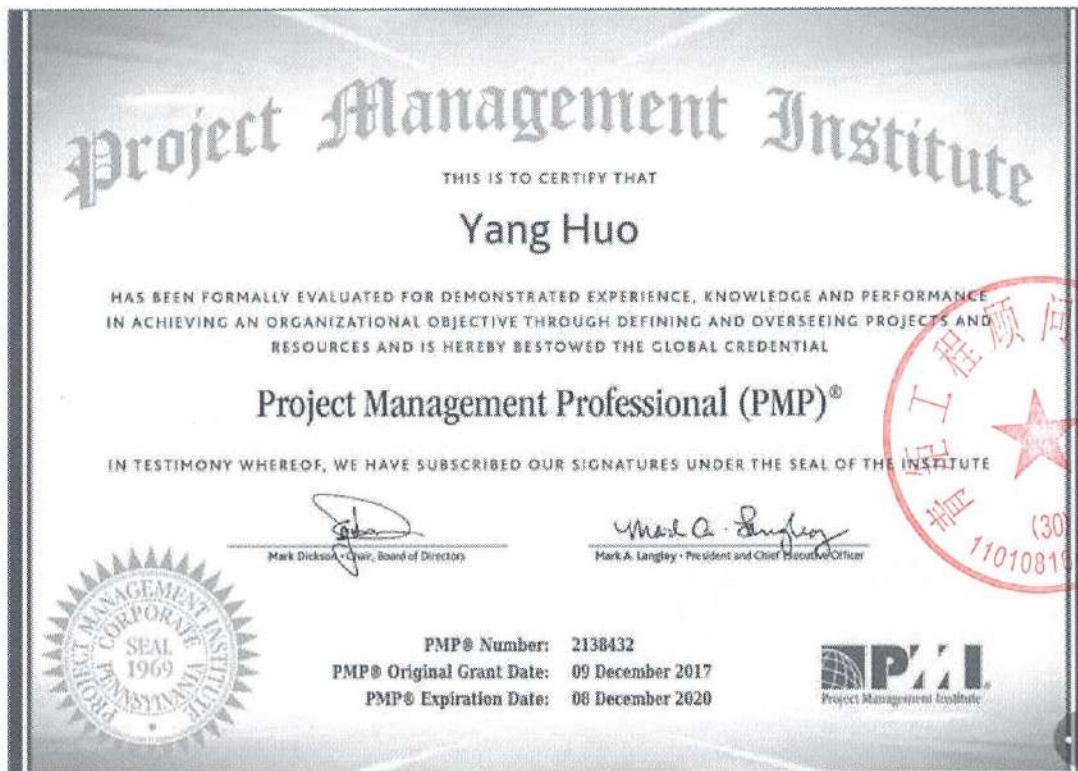 Project Management Institute
THIS IS TO CERTIFY THAT
Yang Huo
HAS BEEN FORMALLY EVALUATED FOR DEMONSTRATED EXPERIENCE, KNOWLEDGE AND PERFORMANCE
IN ACHIEVING AN ORGANIZATIONAL OBJECTIVE THROUGH DEFINING AND OVERSEEING PROJECTS AND
RESOURCES AND IS HEREBY BESTOWED THE GLOBAL CREDENTIAL
Project Management Professional (PMP)®
IN TESTIMONY WHEREOF, WE HAVE SUBSCRIBED OUR SIGNATURES UNDER THE SEAL OF THE INSTITUTE
Mark A. Langley
Mark Dickson • Chair, Board of Directors
Mark A. Langley • President and Chief Executive Officer
工程顾问
(30)
11010810
PROJECT MANAGEMENT INSTITUTE
CORPORATE
SEAL
1969
PENNSYLVANIA
PMP® Number: 2138432
PMP® Original Grant Date: 09 December 2017
PMP® Expiration Date: 08 December 2020
PMI
Project Management Institute